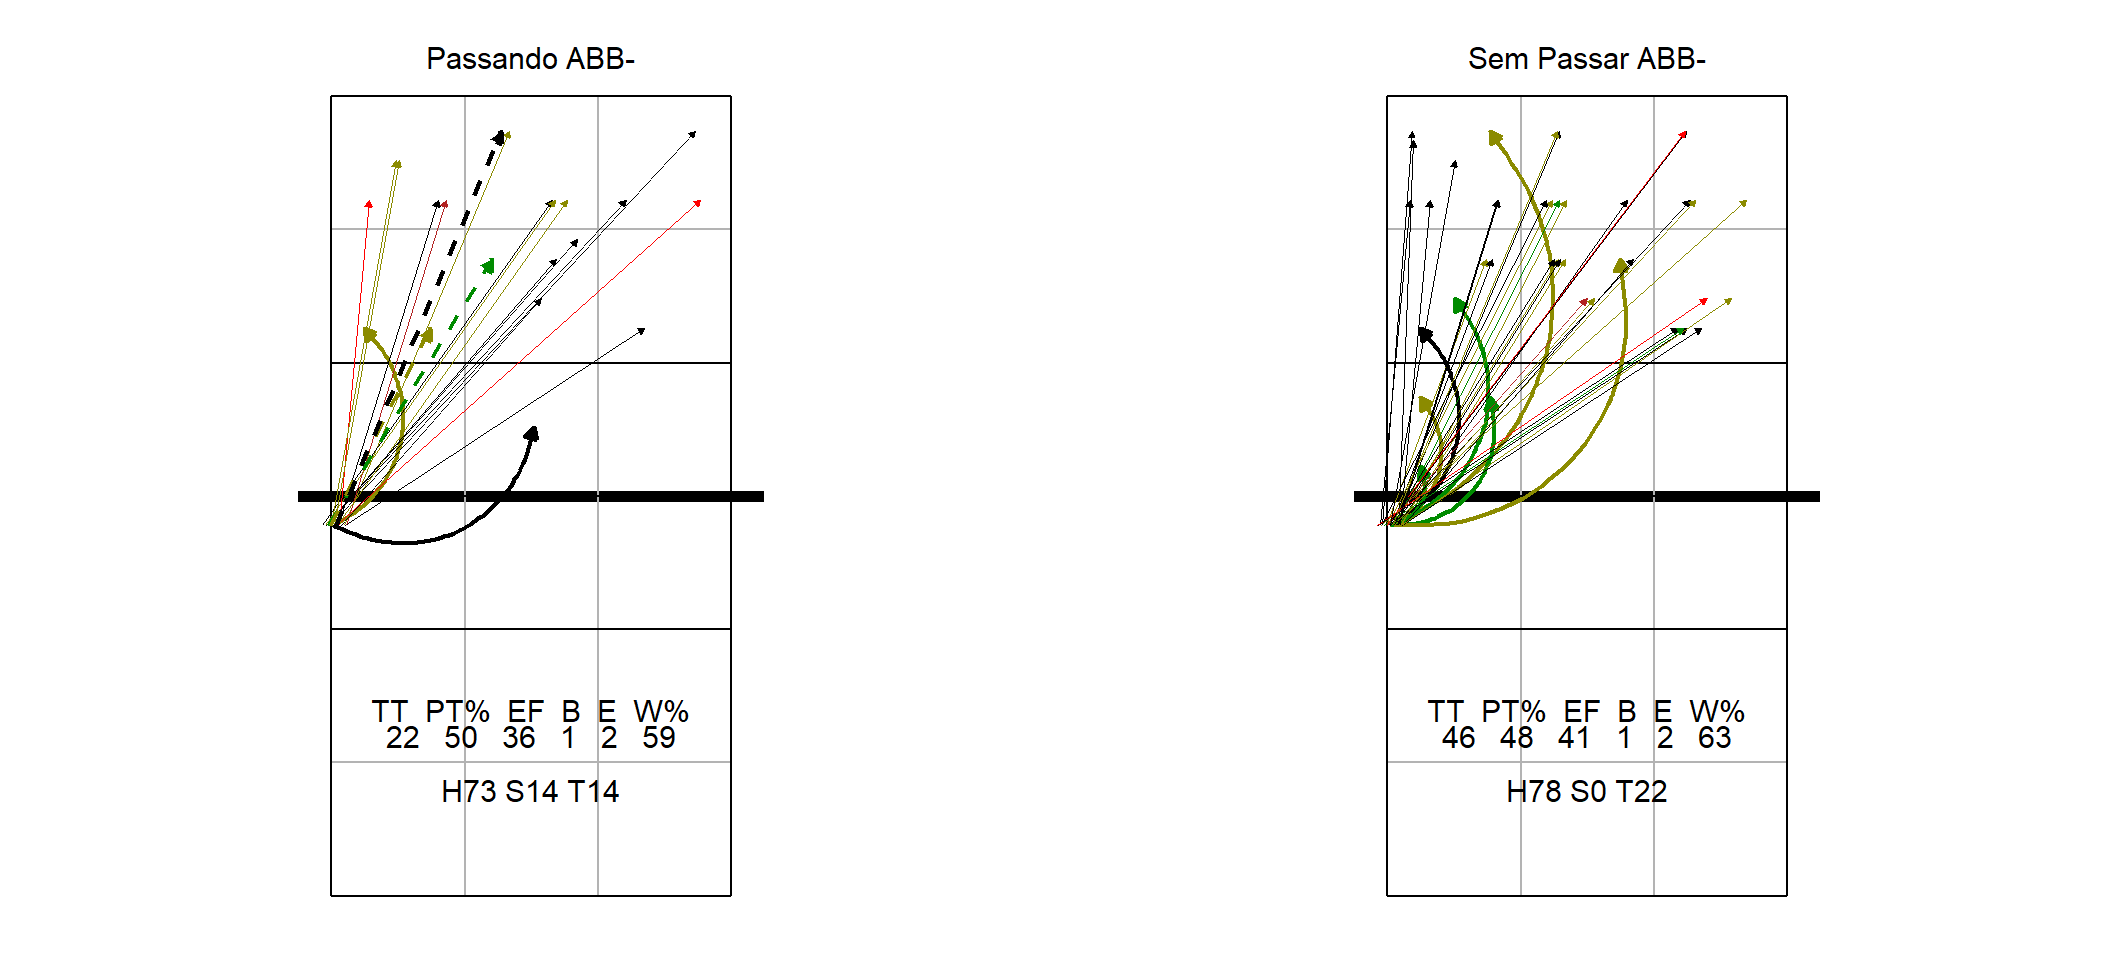 Passando ABB-
TT PT% EF B E W%
22 50 36 1 2 59
H73 S14 T14
Sem Passar ABB-
TT PT% EF B E W%
46 48 41 1 2 63
H78 S0 T22